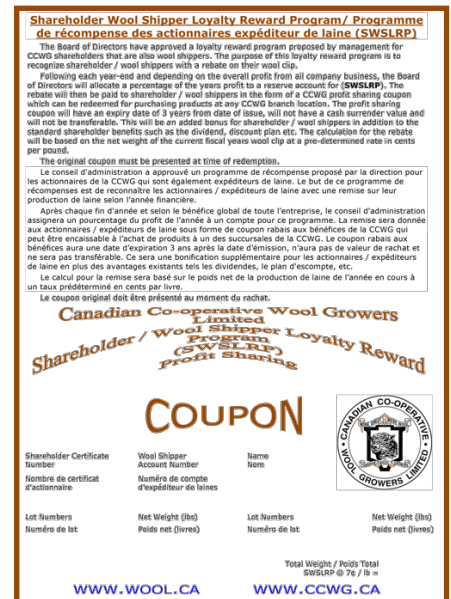 Shareholder Wool Shipper Loyalty Reward Program/ Programme
de récompense des actionnaires expéditeur de laine (SWSLRP)
The Board of Directors have approved a loyalty reward program proposed by management for
CCWG shareholders that are also wool shippers. The purpose of this loyalty reward program is to
recognize shareholder / wool shippers with a rebate on their wool clip.
Following each year-end and depending on the overall profit from all company business, the Board
of Directors will allocate a percentage of the years profit to a reserve account for (SWSLRP). The
rebate will then be paid to shareholder / wool shippers in the form of a CCWG profit sharing coupon
which can be redeemed for purchasing products at any CCWG branch location. The profit sharing
coupon will have an expiry date of 3 years from date of issue, will not have a cash surrender value and
will not be transferable. This will be an added bonus for shareholder / wool shippers in addition to the
standard shareholder benefits such as the dividend, discount plan etc. The calculation for the rebate
will be based on the net weight of the current fiscal years wool clip at a pre-determined rate in cents
per pound.
The original coupon must be presented at time of redemption.
Le conseil d'administration a approuvé un programme de récompense proposé par la direction pour
les actionnaires de la CCWG qui sont également expéditeurs de laine. Le but de ce programme de
récompenses est de reconnaître les actionnaires / expéditeurs de laine avec une remise sur leur
production de laine selon l'année financière.
Après chaque fin d'année et selon le bénéfice global de toute l'entreprise, le conseil d'administration
assignera un pourcentage du profit de l'année à un compte pour ce programme. La remise sera donnée
aux actionnaires / expéditeurs de laine sous forme de coupon rabais aux bénéfices de la CCWG qui
peut être encaissable à l'achat de produits à un des succursales de la CCWG. Le coupon rabais aux
bénéfices aura une date d'expiration 3 ans après la date d'émission, n'aura pas de valeur de rachat et
ne sera pas transférable. Ce sera une bonification supplémentaire pour les actionnaires / expéditeurs
de laine en plus des avantages existants tels les dividendes, le plan d'escompte, etc.
Le calcul pour la remise sera basé sur le poids net de la production de laine de l'année en cours à
un taux prédéterminé en cents par livre.
Le coupon original doit être présenté au moment du rachat.
Canadian Co-operative Wool Growers
Limited
Shareholder / Wool Shipper Loyalty Reward
Program
(SWSLRP)
Profit Sharing
COUPON
CANADIAN CO-OPERATIVE
WOOL GROWERS LIMITED
Shareholder Certificate Wool Shipper Name
Number Account Number Nom
Nombre de certificat Numéro de compte
d'actionnaire d'expéditeur de laines
Lot Numbers Net Weight (lbs) Lot Numbers Net Weight (lbs)
Numéro de lot Poids net (livres) Numéro de lot Poids net (livres)
Total Weight / Poids Total
SWSLRP @ 7¢ / lb =
WWW.WOOL.CA WWW.CCWG.CA